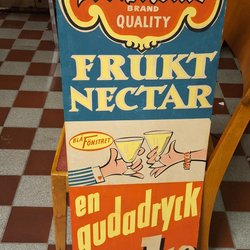 BRAND
QUALITY
FRUKT
NECTAR
BLÅ FÖNSTRET
en
gudadryck